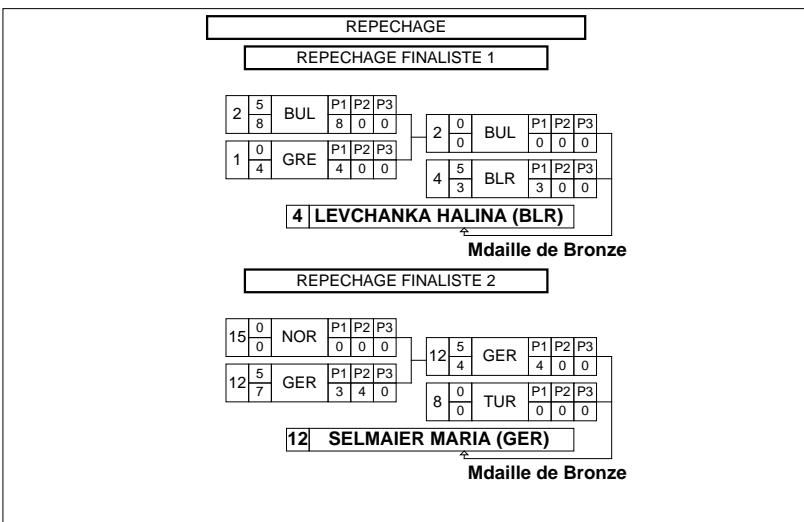 REPECHAGE
REPECHAGE FINALISTE 1
2 5 8 BUL P1 P2 P3 8 0 0
1 0 4 GRE P1 P2 P3 4 0 0
2 0 0 BUL P1 P2 P3 0 0 0
4 5 3 BLR P1 P2 P3 3 0 0
4 LEVCHANKA HALINA (BLR)
Mdaille de Bronze
REPECHAGE FINALISTE 2
15 0 0 NOR P1 P2 P3 0 0 0
12 5 7 GER P1 P2 P3 3 4 0
12 5 4 GER P1 P2 P3 4 0 0
8 0 0 TUR P1 P2 P3 0 0 0
12 SELMAIER MARIA (GER)
Mdaille de Bronze